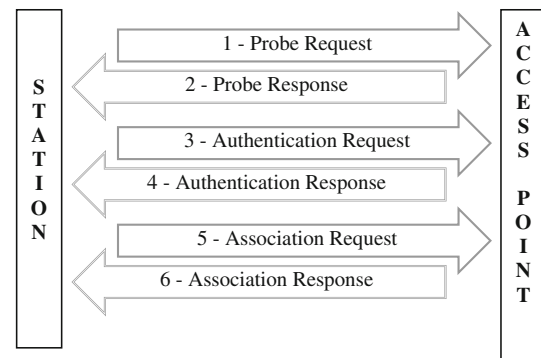 STATION
1 - Probe Request
2 - Probe Response
3 - Authentication Request
4 - Authentication Response
5 - Association Request
6 - Association Response
ACCESS POINT